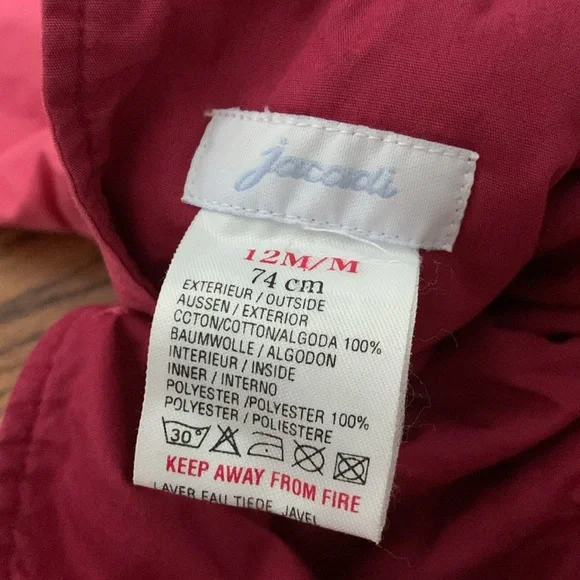 jacadi
12M/M
74 cm
EXTERIEUR / OUTSIDE
AUSSEN / EXTERIOR
CCTON/COTTON/ALGODA 100%
BAUMWOLLE / ALGODON
INTERIEUR / INSIDE
INNER / INTERNO
POLYESTER /POLYESTER 100%
POLYESTER / POLIESTERE
30°
KEEP AWAY FROM FIRE
LAVER EAU TIEDE JAVEL